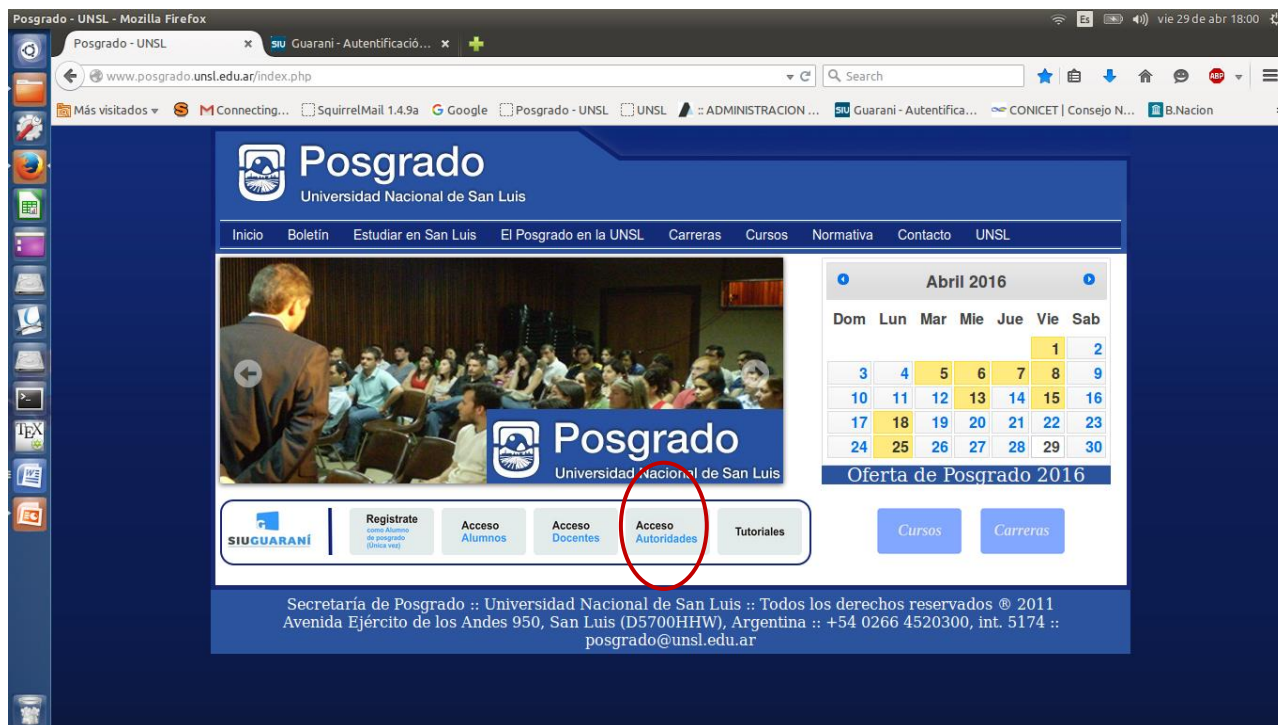 Posgrado - UNSL - Mozilla Firefox
Es
vie 29 de abr 18:00
Posgrado - UNSL
SIU Guarani - Autentificació...
www.posgrado.unsl.edu.ar/index.php
Search
ABP
Más visitados
Connecting...
SquirrelMail 1.4.9a
Google
Posgrado - UNSL
UNSL
:: ADMINISTRACION ...
SIU Guarani - Autentifica...
CONICET | Consejo N...
B.Nacion
Posgrado
Universidad Nacional de San Luis
Inicio Boletín Estudiar en San Luis El Posgrado en la UNSL Carreras Cursos Normativa Contacto UNSL
Abril 2016
Dom Lun Mar Mie Jue Vie Sab
1 2
3 4 5 6 7 8 9
10 11 12 13 14 15 16
17 18 19 20 21 22 23
24 25 26 27 28 29 30
Posgrado
Universidad Nacional de San Luis
Oferta de Posgrado 2016
Cursos Carreras
SIUGUARANÍ
Registrate
como Alumno
de posgrado
(Única vez)
Acceso
Alumnos
Acceso
Docentes
Acceso
Autoridades
Tutoriales
Secretaría de Posgrado :: Universidad Nacional de San Luis :: Todos los derechos reservados ® 2011
Avenida Ejército de los Andes 950, San Luis (D5700HHW), Argentina :: +54 0266 4520300, int. 5174 ::
posgrado@unsl.edu.ar
TEX